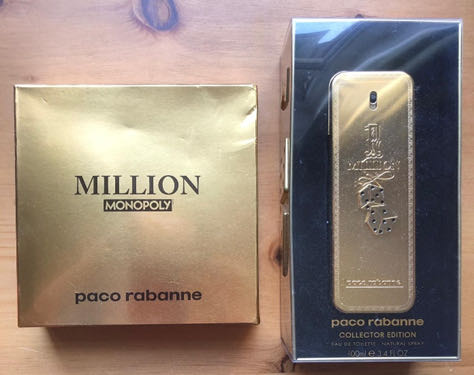 MILLION
MONOPOLY
paco rabanne
1
MILLION
paco rabanne
paco rabanne
COLLECTOR EDITION
EAU DE TOILETTE · NATURAL SPRAY
100ml e 3.4 FL.OZ